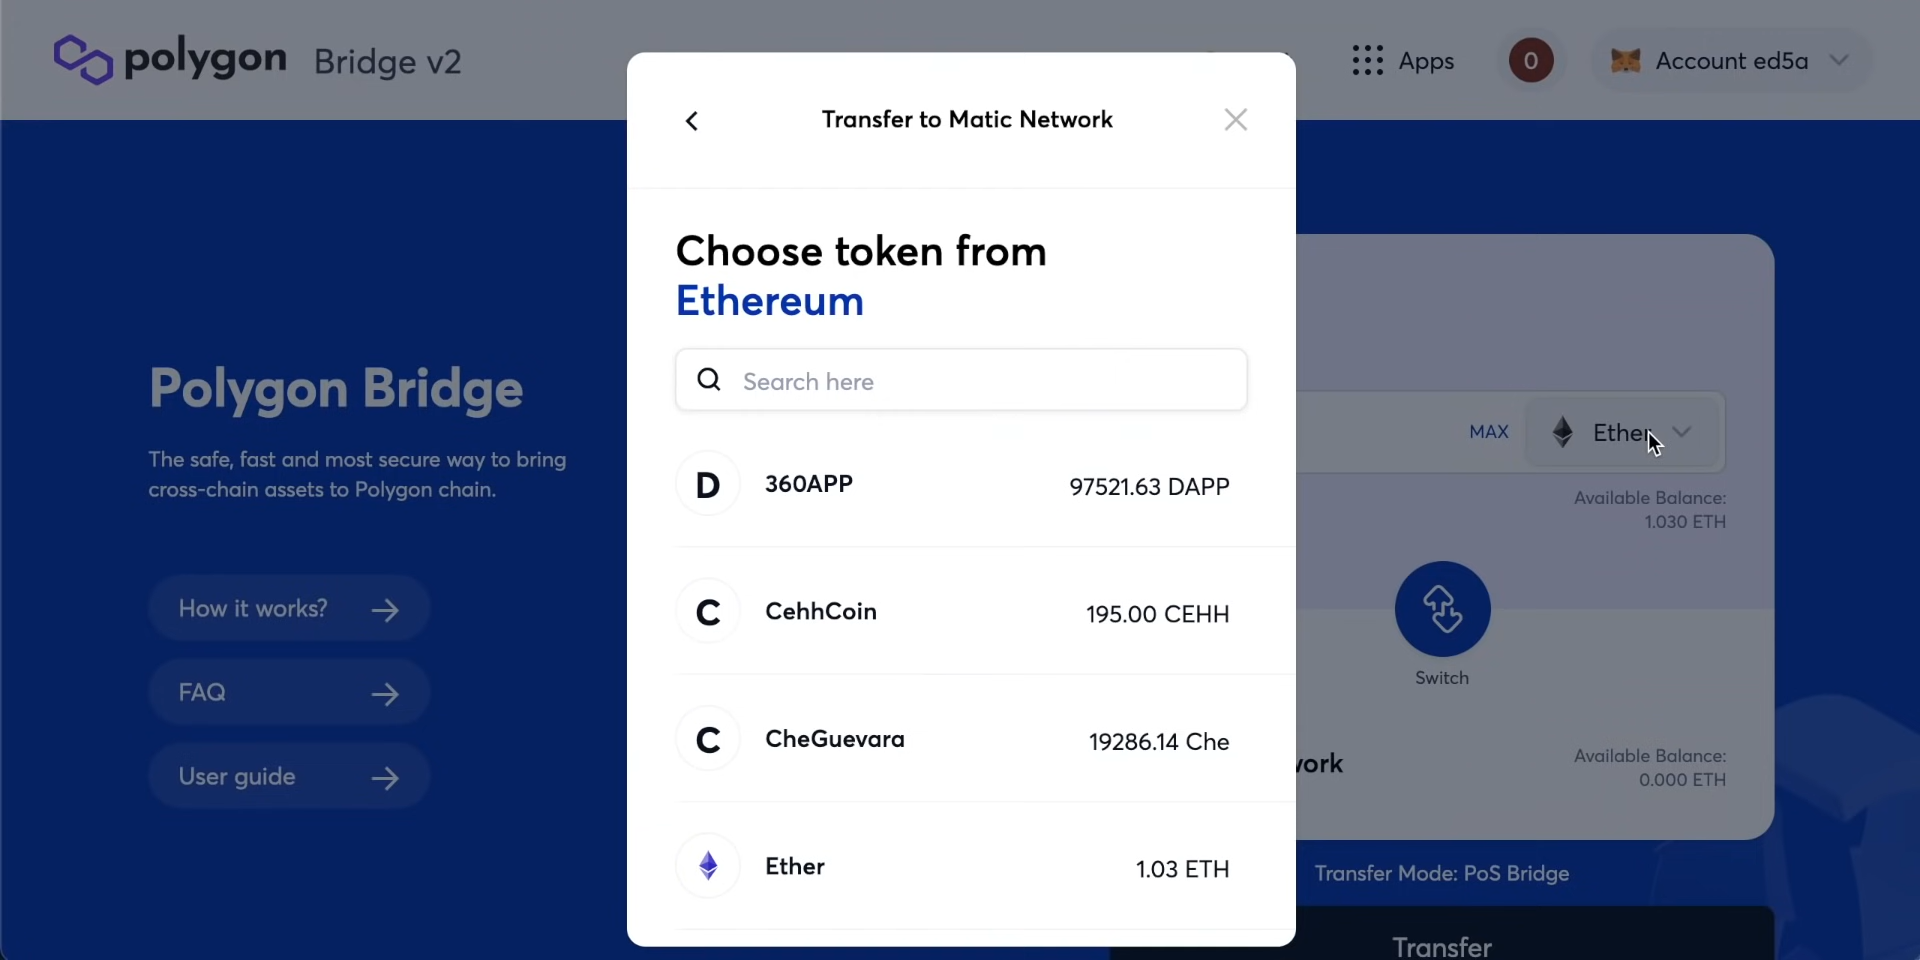 polygon Bridge v2
Apps
0
Account ed5a
Transfer to Matic Network
Choose token from
Ethereum
Search here
D 360APP 97521.63 DAPP
C CehhCoin 195.00 CEHH
C CheGuevara 19286.14 Che
Ether 1.03 ETH
Polygon Bridge
The safe, fast and most secure way to bring
cross-chain assets to Polygon chain.
How it works?
FAQ
User guide
MAX
Ether
Available Balance:
1.030 ETH
Switch
Available Balance:
0.000 ETH
Transfer Mode: PoS Bridge
Transfer